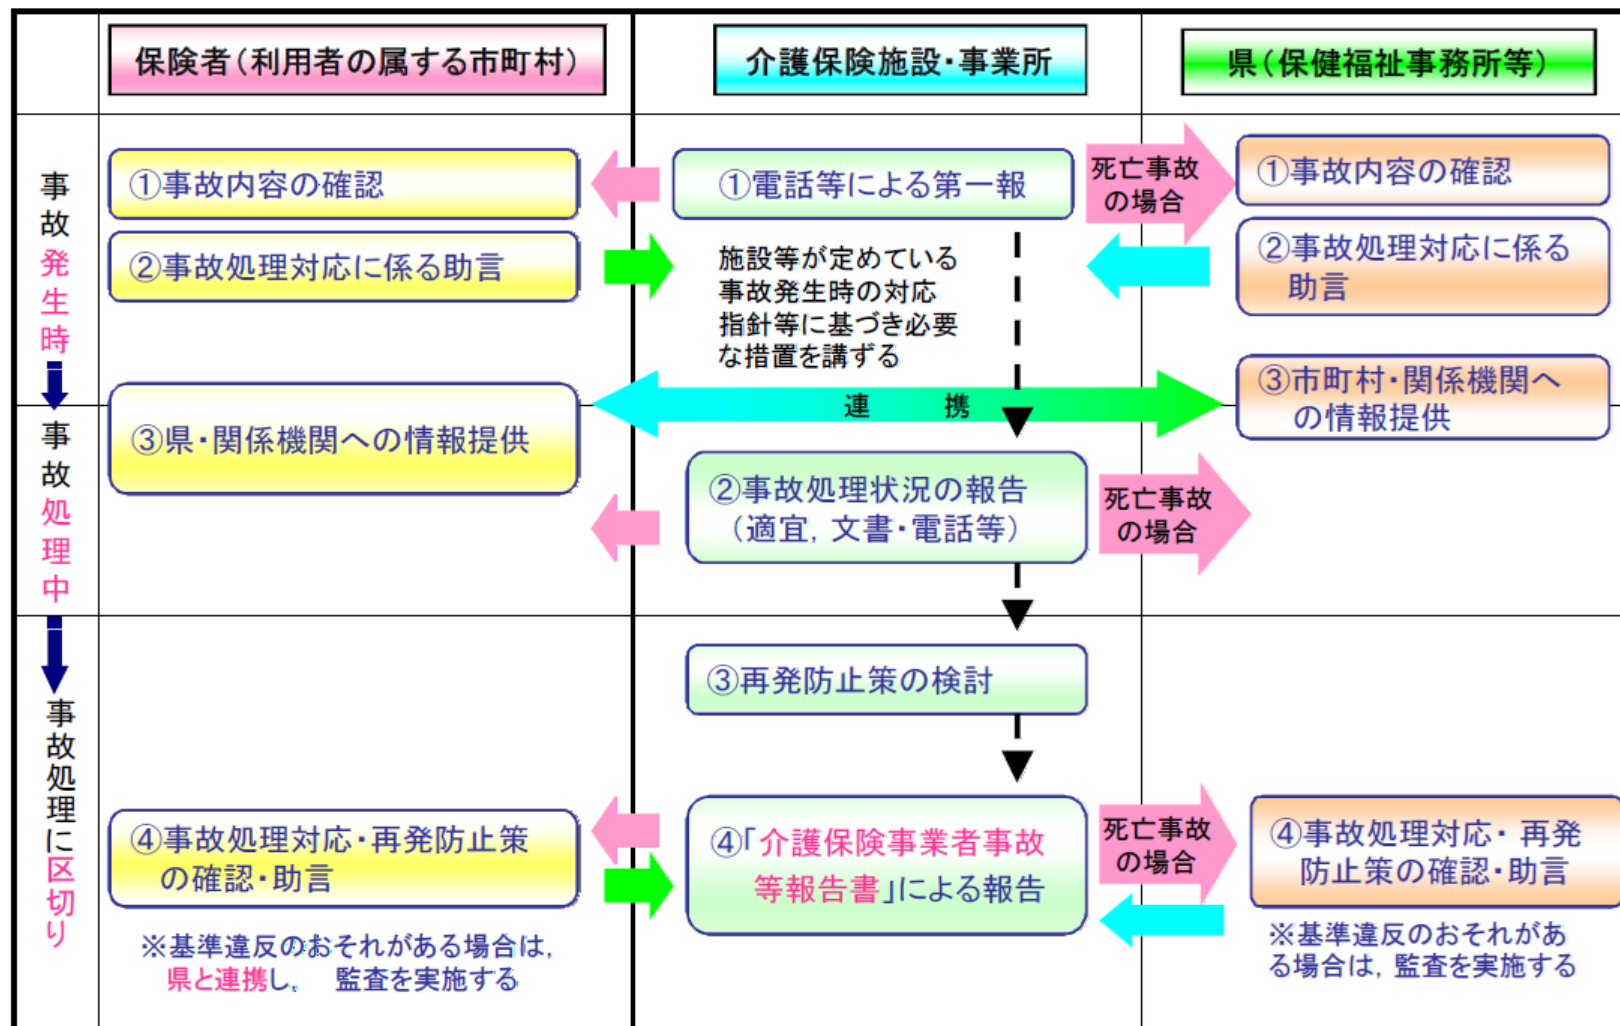 保険者（利用者の属する市町村）
介護保険施設・事業所
県（保健福祉事務所等）
事故発生時
①事故内容の確認
②事故処理対応に係る助言
①電話等による第一報
施設等が定めている
事故発生時の対応
指針等に基づき必要
な措置を講ずる
死亡事故
の場合
①事故内容の確認
②事故処理対応に係る
助言
③市町村・関係機関へ
の情報提供
連　携
事故処理中
③県・関係機関への情報提供
②事故処理状況の報告
（適宜，文書・電話等）
死亡事故
の場合
③再発防止策の検討
事故処理に区切り
④事故処理対応・再発防止策
の確認・助言
※基準違反のおそれがある場合は，
県と連携し，　監査を実施する
④「介護保険事業者事故
等報告書」による報告
死亡事故
の場合
④事故処理対応・ 再発
防止策の確認・助言
※基準違反のおそれがあ
る場合は，監査を実施する